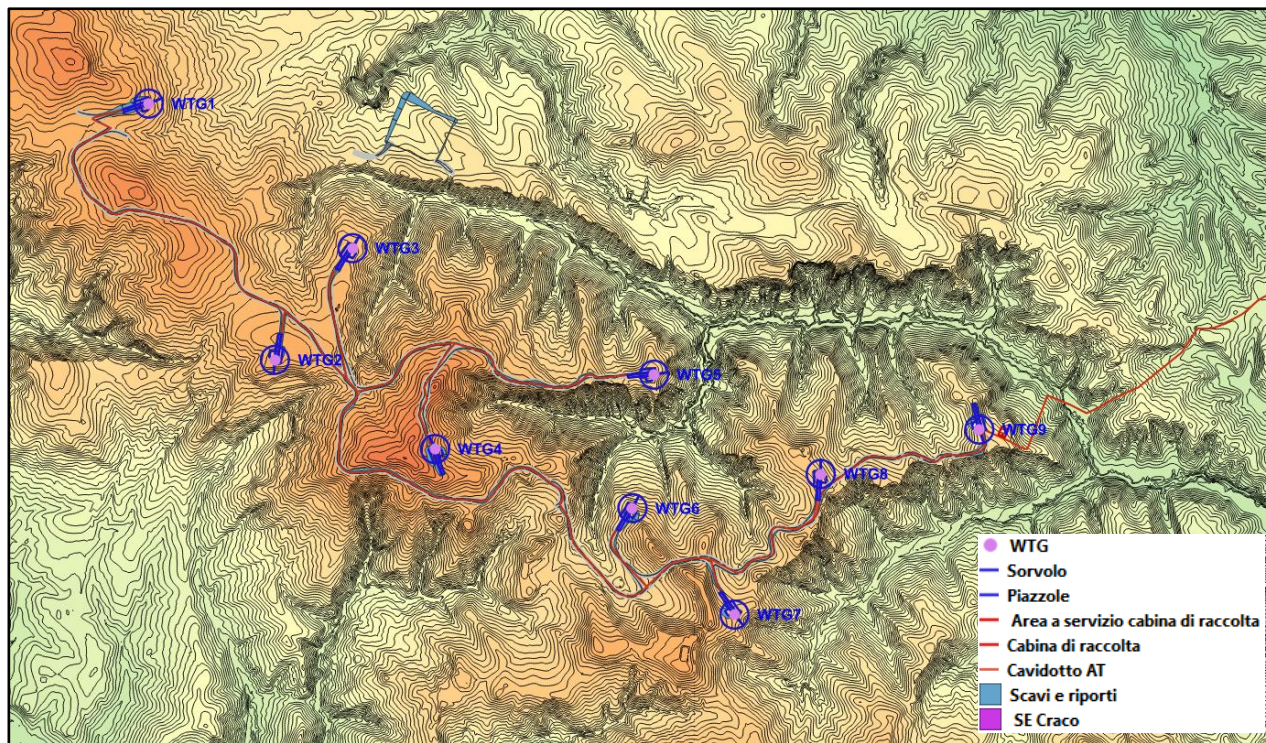 WTG1
WTG3
WTG2
WTG5
WTG9
WTG4
WTG8
WTG6
WTG7
WTG
Sorvolo
Piazzole
Area a servizio cabina di raccolta
Cabina di raccolta
Cavidotto AT
Scavi e riporti
SE Craco